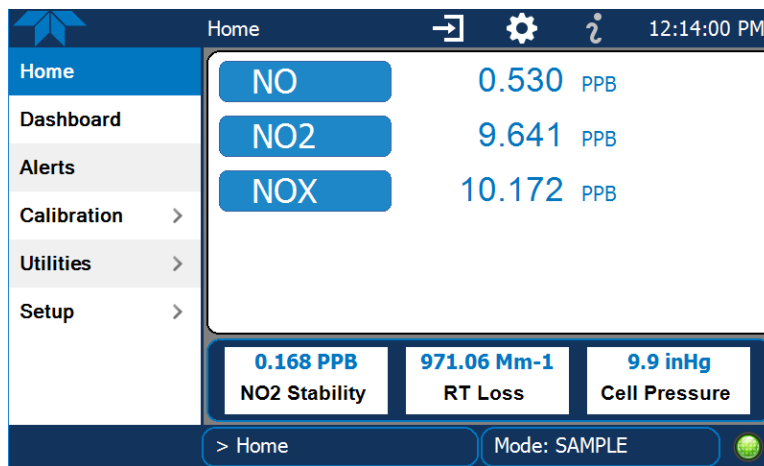 Home 12:14:00 PM
Home
Dashboard
Alerts
Calibration >
Utilities >
Setup >
NO 0.530 PPB
NO2 9.641 PPB
NOX 10.172 PPB
0.168 PPB
NO2 Stability
971.06 Mm-1
RT Loss
9.9 inHg
Cell Pressure
> Home
Mode: SAMPLE